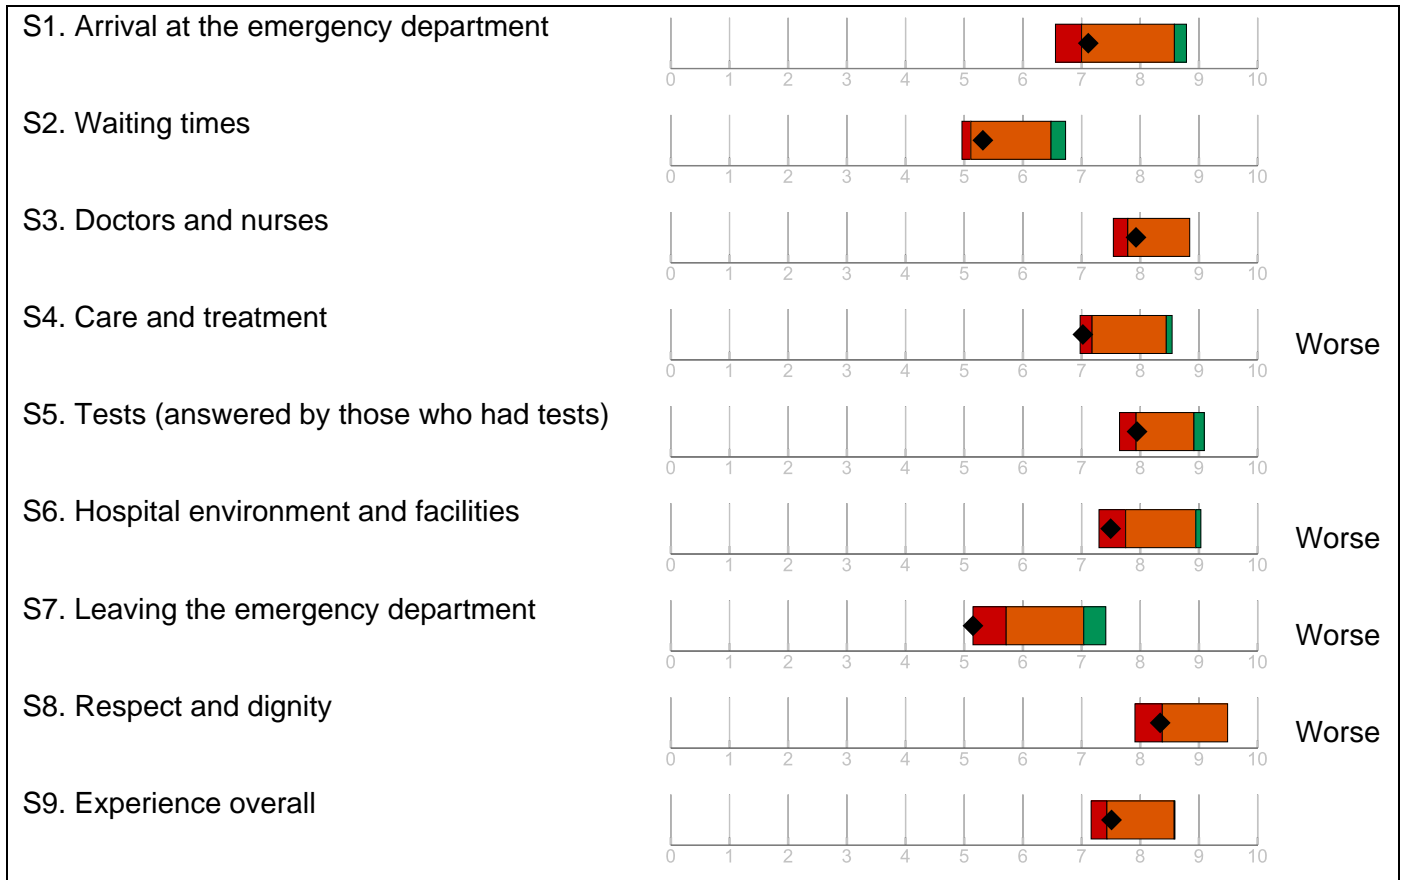 S1. Arrival at the emergency department
0 1 2 3 4 5 6 7 8 9 10
S2. Waiting times
0 1 2 3 4 5 6 7 8 9 10
S3. Doctors and nurses
0 1 2 3 4 5 6 7 8 9 10
S4. Care and treatment
Worse
0 1 2 3 4 5 6 7 8 9 10
S5. Tests (answered by those who had tests)
0 1 2 3 4 5 6 7 8 9 10
S6. Hospital environment and facilities
Worse
0 1 2 3 4 5 6 7 8 9 10
S7. Leaving the emergency department
Worse
0 1 2 3 4 5 6 7 8 9 10
S8. Respect and dignity
Worse
0 1 2 3 4 5 6 7 8 9 10
S9. Experience overall
0 1 2 3 4 5 6 7 8 9 10